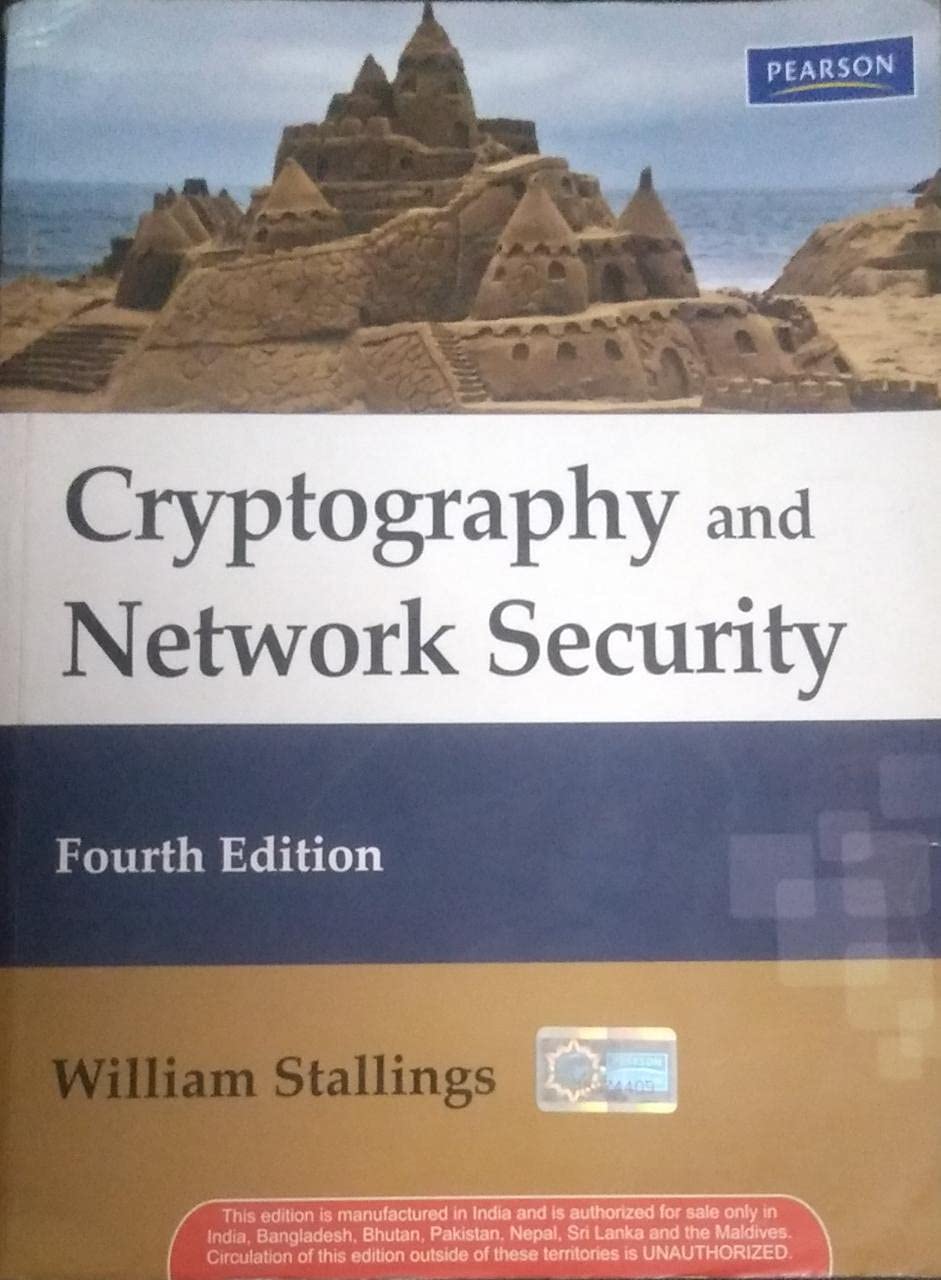 PEARSON
Cryptography and
Network Security
Fourth Edition
William Stallings
PEARSON
This edition is manufactured in India and is authorized for sale only in
India, Bangladesh, Bhutan, Pakistan, Nepal, Sri Lanka and the Maldives.
Circulation of this edition outside of these territories is UNAUTHORIZED.